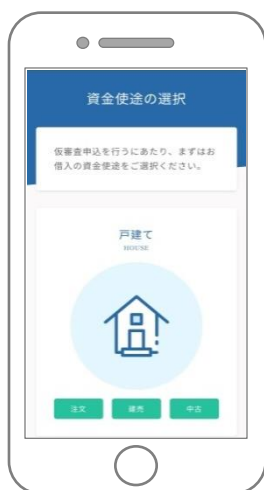 資金使途の選択
仮審査申込を行うにあたり、まずはお
借入の資金使途をご選択ください。
戸建て
HOUSE
注文
建売
中古